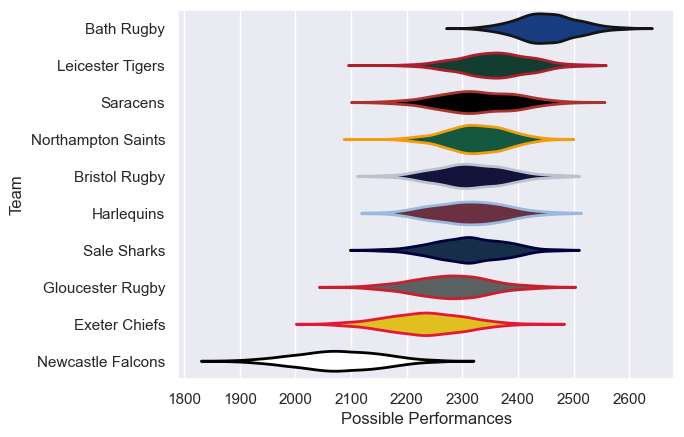 Bath Rugby
Leicester Tigers
Saracens
Northampton Saints
Bristol Rugby
Harlequins
Sale Sharks
Gloucester Rugby
Exeter Chiefs
Newcastle Falcons
Team
1800 1900 2000 2100 2200 2300 2400 2500 2600
Possible Performances